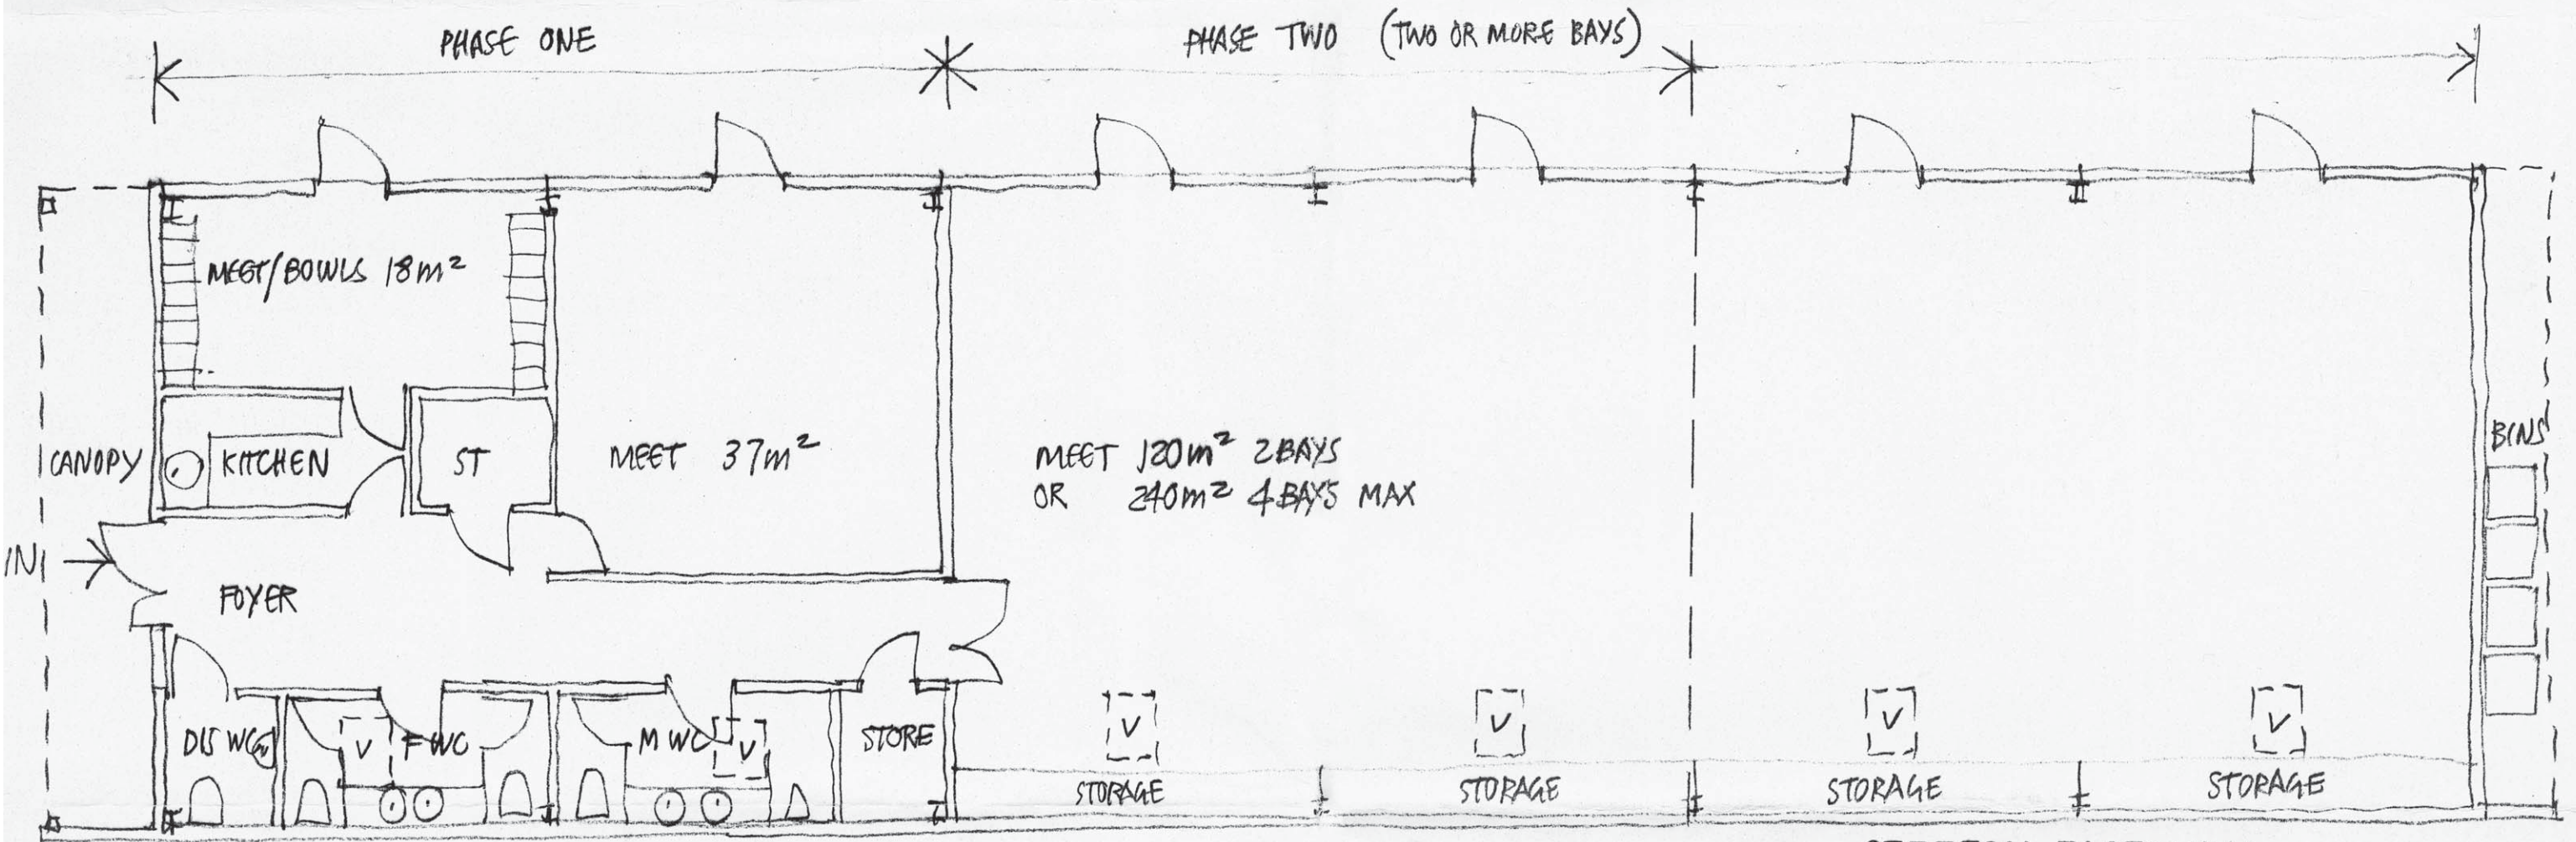 PHASE ONE
PHASE TWO (TWO OR MORE BAYS)
MEET/BOWLS 18m²
CANOPY
KITCHEN
ST
MEET 37m²
MEET 120m² 2BAYS
OR 240m² 4BAYS MAX
BINS
IN
FOYER
DIS WC
V
F WC
M WC
V
STORE
V
V
V
V
STORAGE
STORAGE
STORAGE
STORAGE